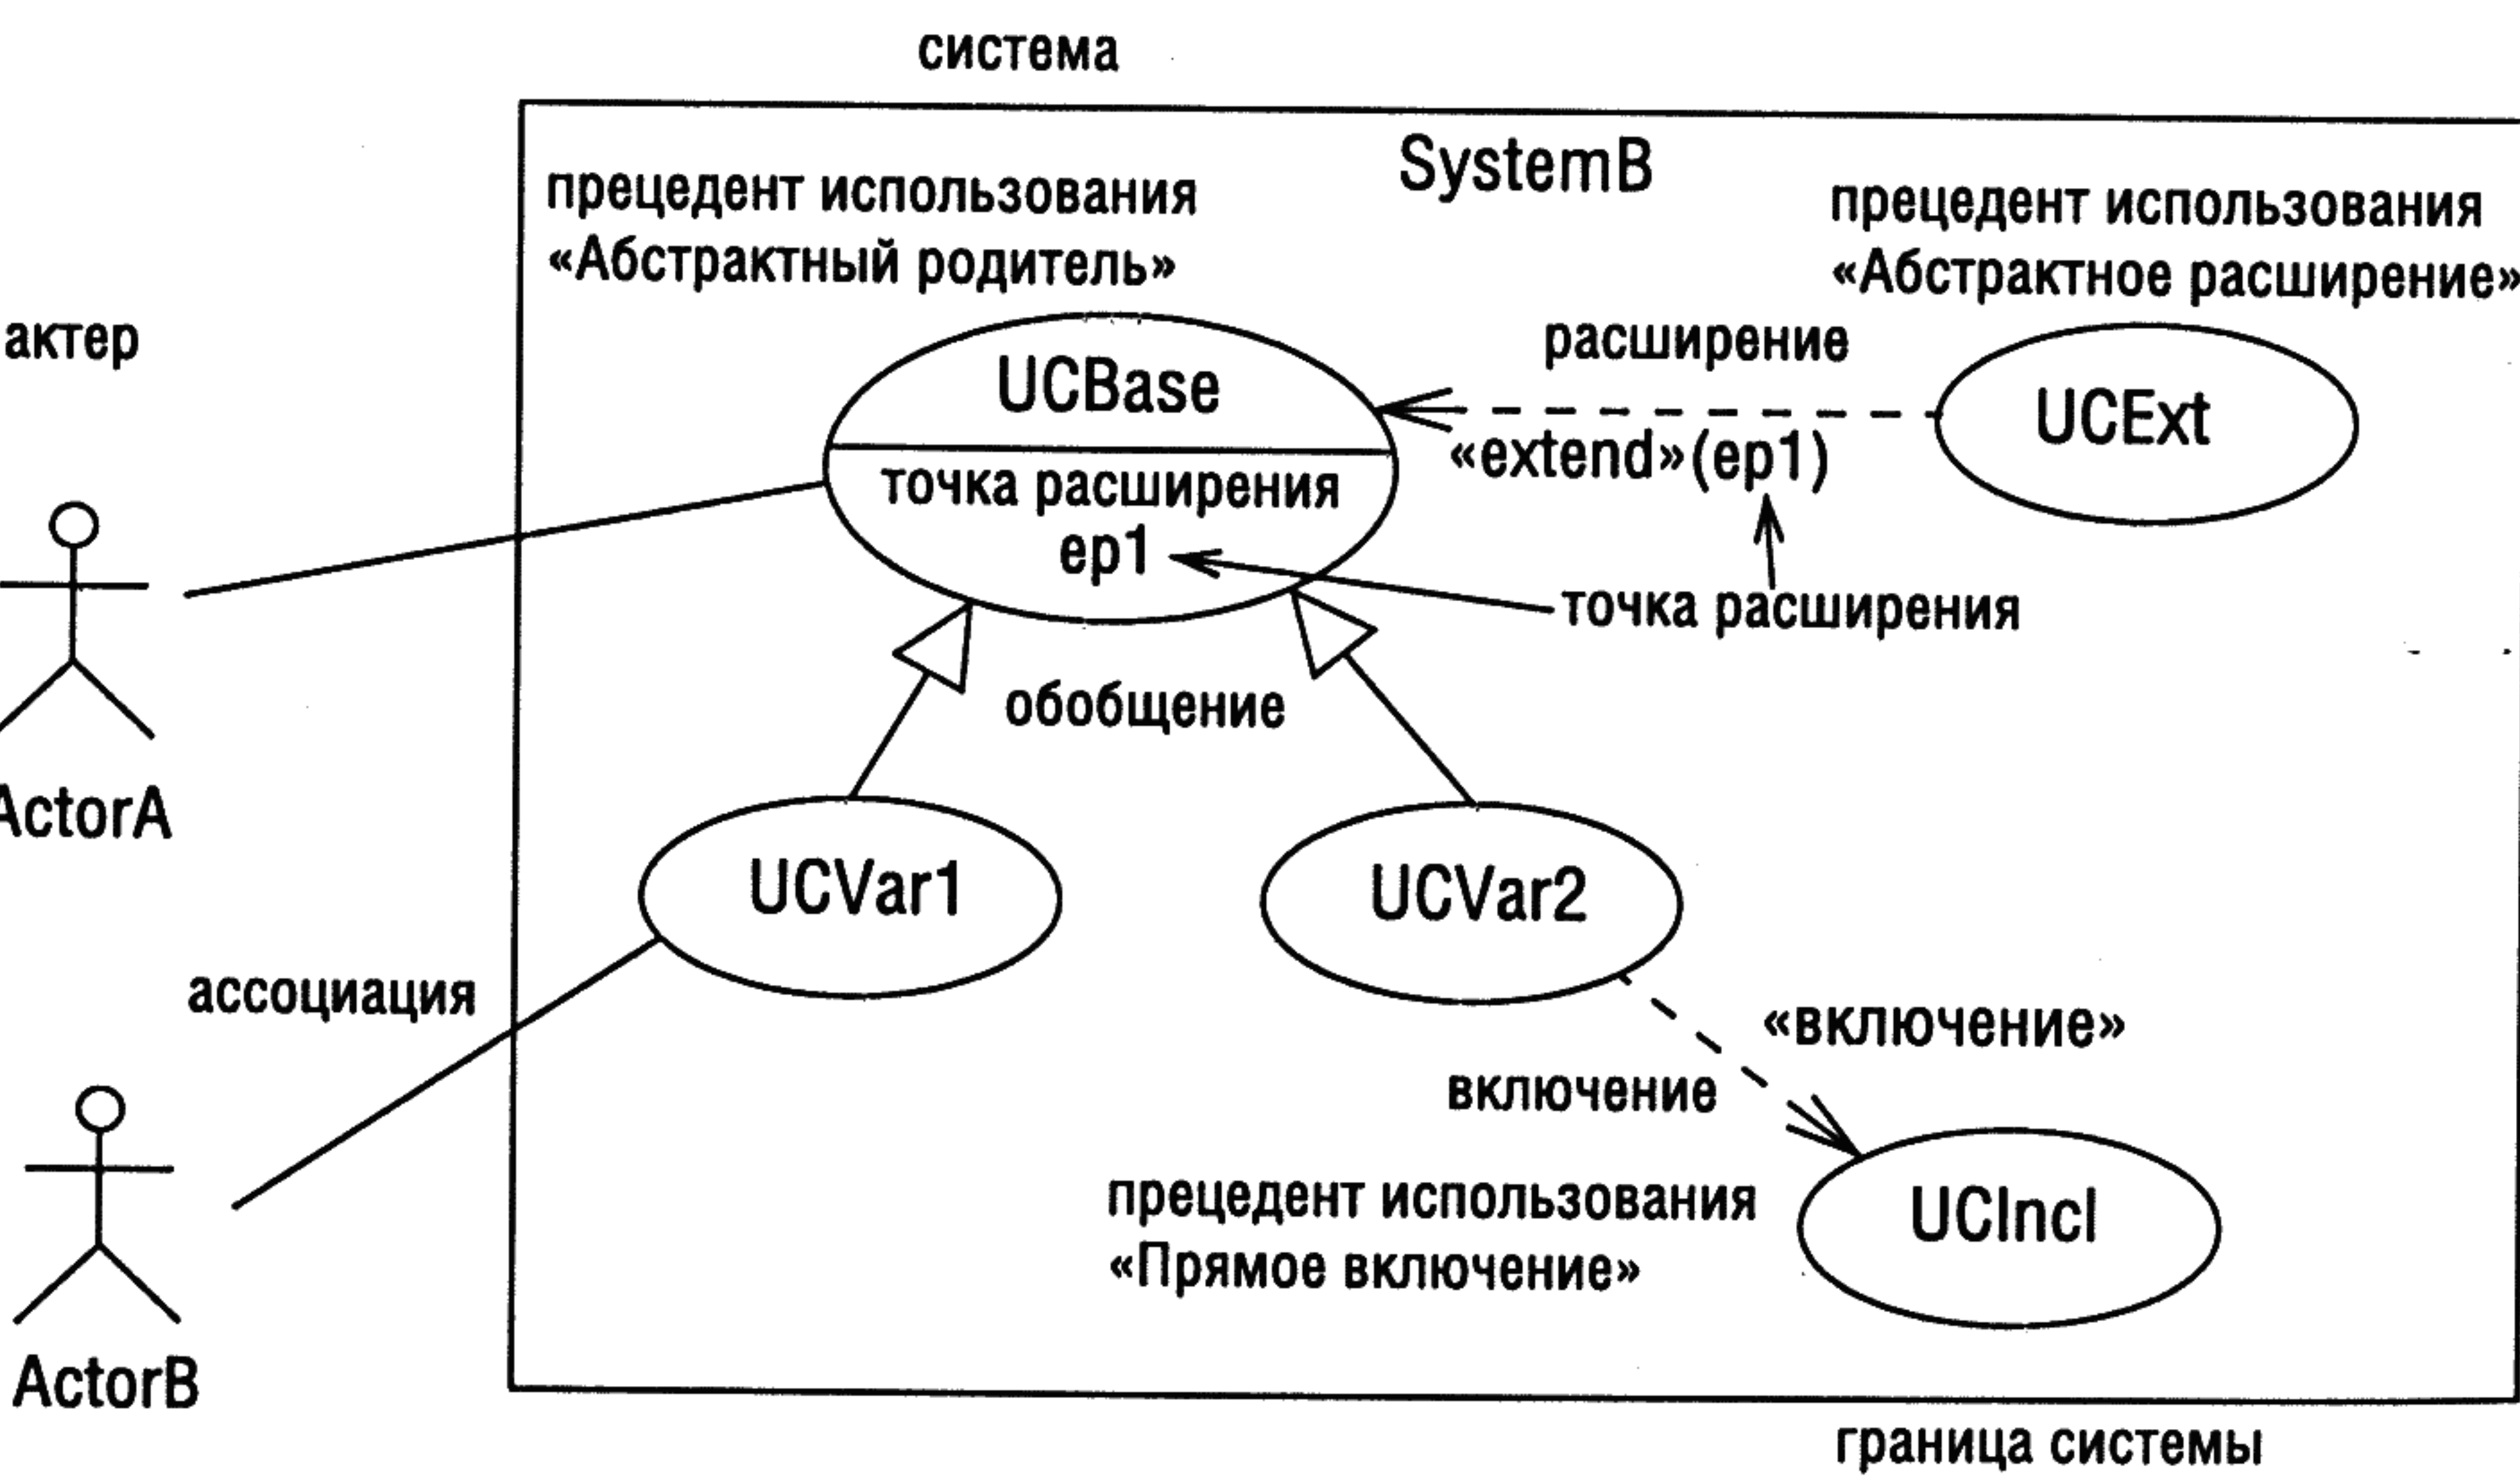 система
SystemB
прецедент использования
«Абстрактный родитель»
прецедент использования
«Абстрактное расширение»
актер
расширение
UCBase
UCExt
«extend»(ep1)
точка расширения
ep1
точка расширения
ActorA
обобщение
UCVar1
UCVar2
ассоциация
«включение»
включение
прецедент использования
«Прямое включение»
UCIncl
ActorB
граница системы